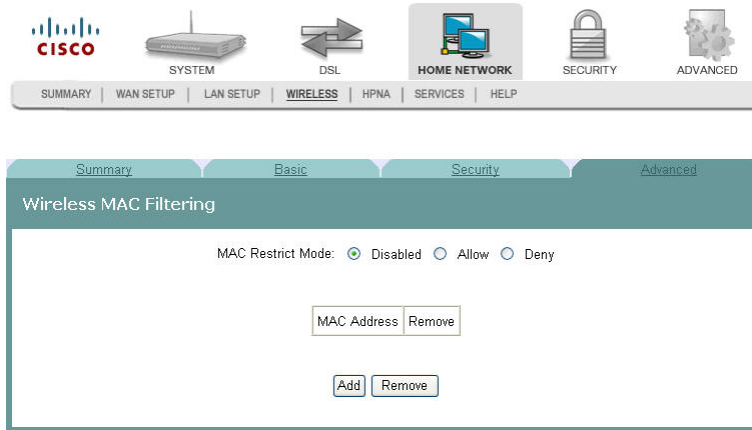 CISCO
SYSTEM DSL HOME NETWORK SECURITY ADVANCED
SUMMARY | WAN SETUP | LAN SETUP | WIRELESS | HPNA | SERVICES | HELP
Summary Basic Security Advanced
Wireless MAC Filtering
MAC Restrict Mode: Disabled Allow Deny
MAC Address Remove
Add Remove